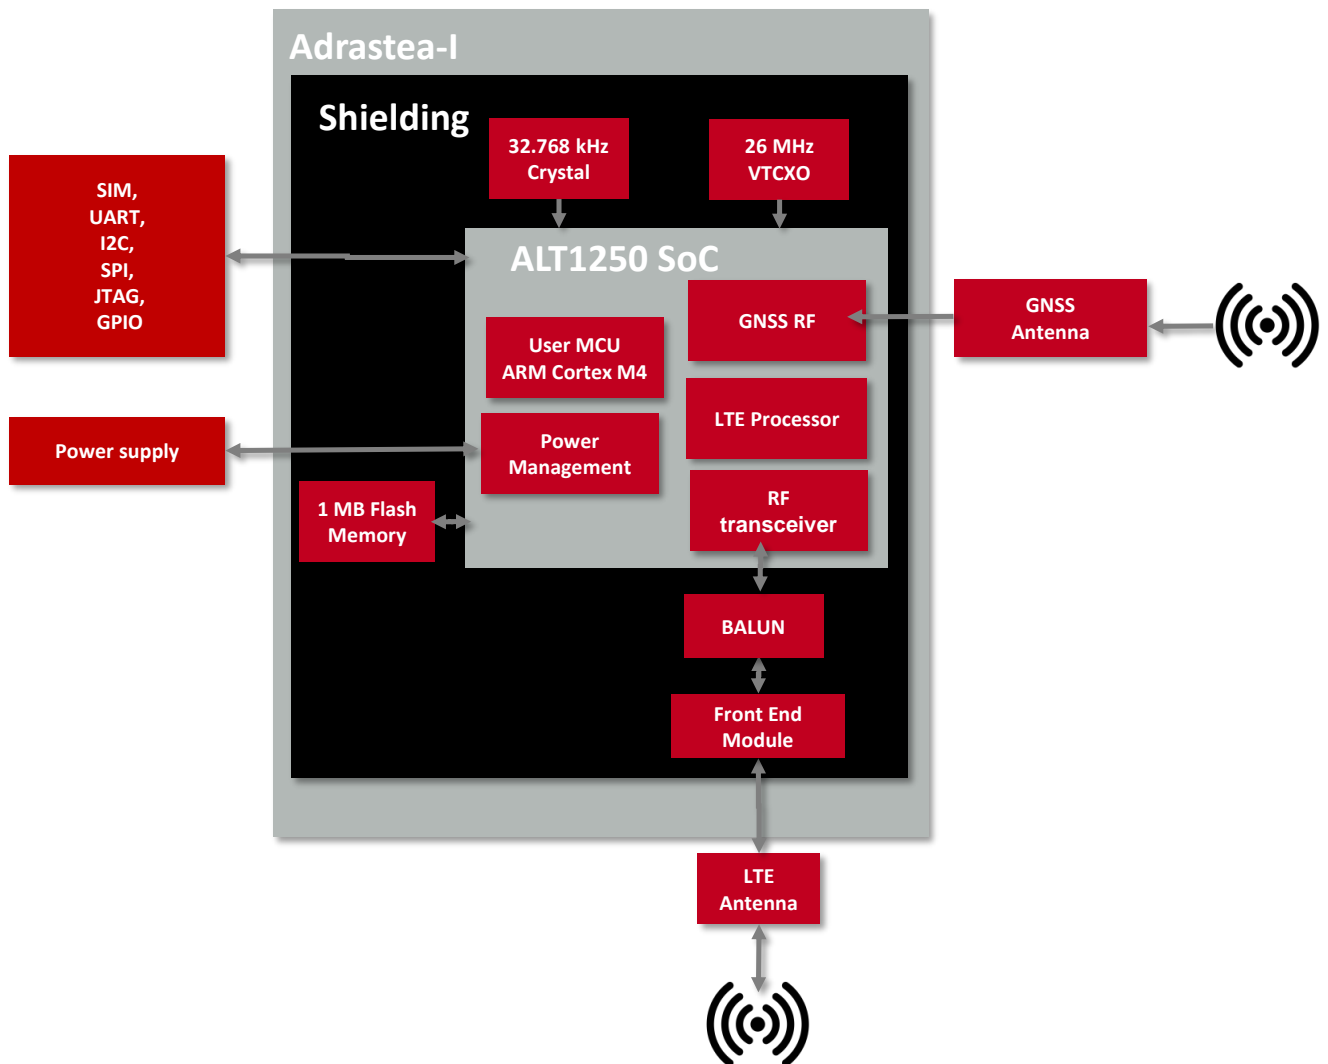 Adrastea-I
Shielding
32.768 kHz
Crystal
26 MHz
VTCXO
SIM,
UART,
I2C,
SPI,
JTAG,
GPIO
ALT1250 SoC
GNSS RF
GNSS
Antenna
User MCU
ARM Cortex M4
LTE Processor
Power supply
Power
Management
1 MB Flash
Memory
RF
transceiver
BALUN
Front End
Module
LTE
Antenna